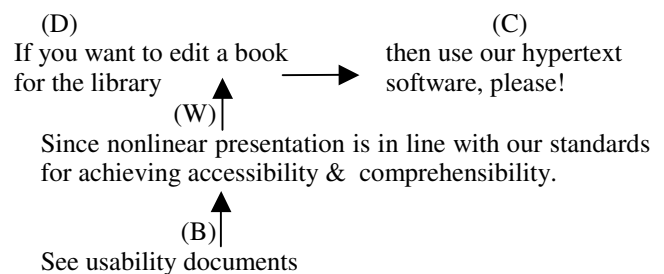 (D) (C)
If you want to edit a book then use our hypertext
for the library software, please!
(W)
Since nonlinear presentation is in line with our standards
for achieving accessibility & comprehensibility.
(B)
See usability documents